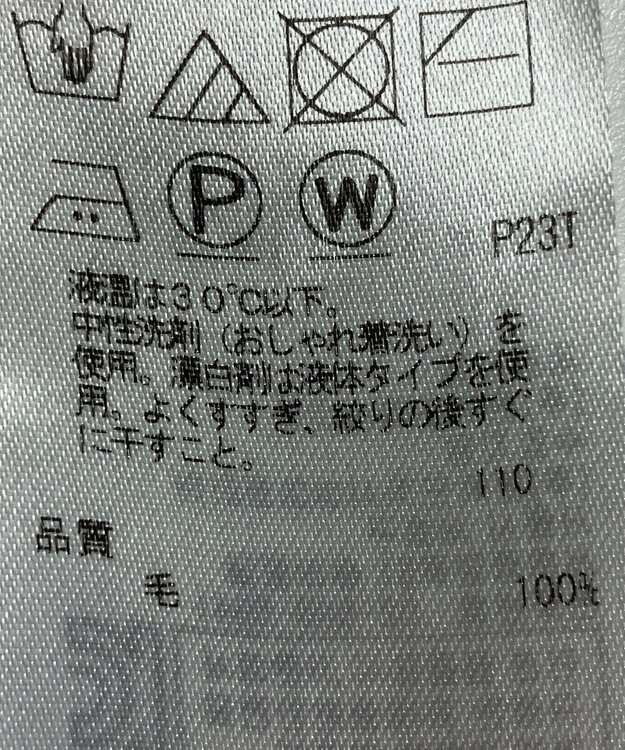 P
W
P23T
液温は30℃以下。
中性洗剤（おしゃれ着洗い）を
使用。漂白剤は液体タイプを使
用。よくすすぎ、絞りの後すぐ
に干すこと。
110
品質
毛 100%